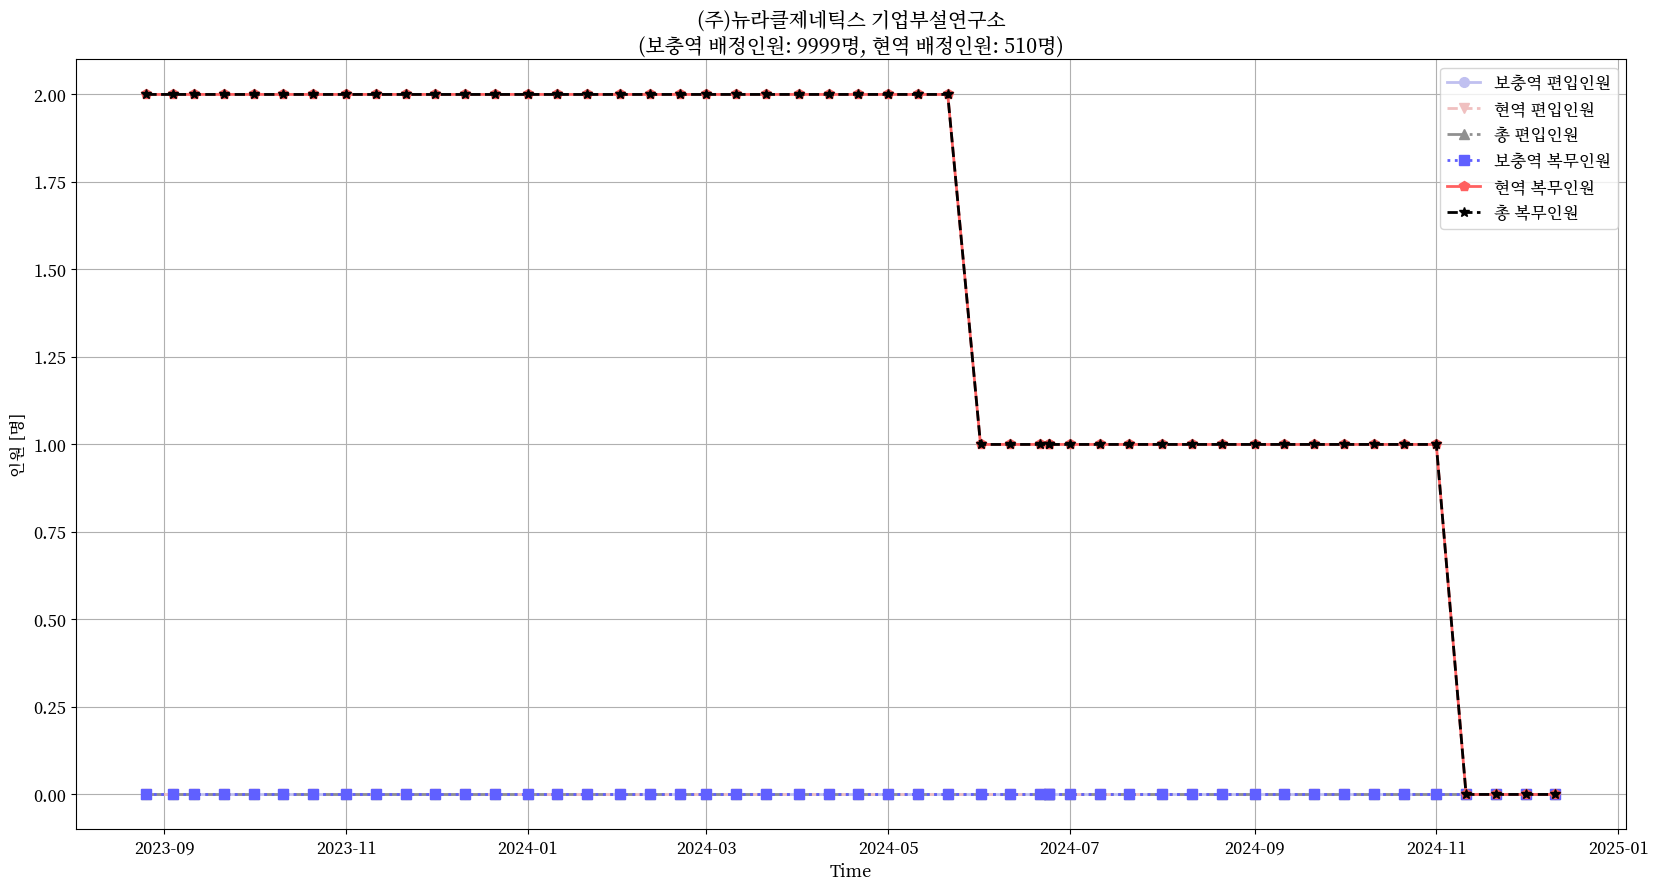 (주)뉴라클제네틱스 기업부설연구소
(보충역 배정인원: 9999명, 현역 배정인원: 510명)
보충역 편입인원
현역 편입인원
총 편입인원
보충역 복무인원
현역 복무인원
총 복무인원
인원 [명]
2.00
1.75
1.50
1.25
1.00
0.75
0.50
0.25
0.00
2023-09 2023-11 2024-01 2024-03 2024-05 2024-07 2024-09 2024-11 2025-01
Time